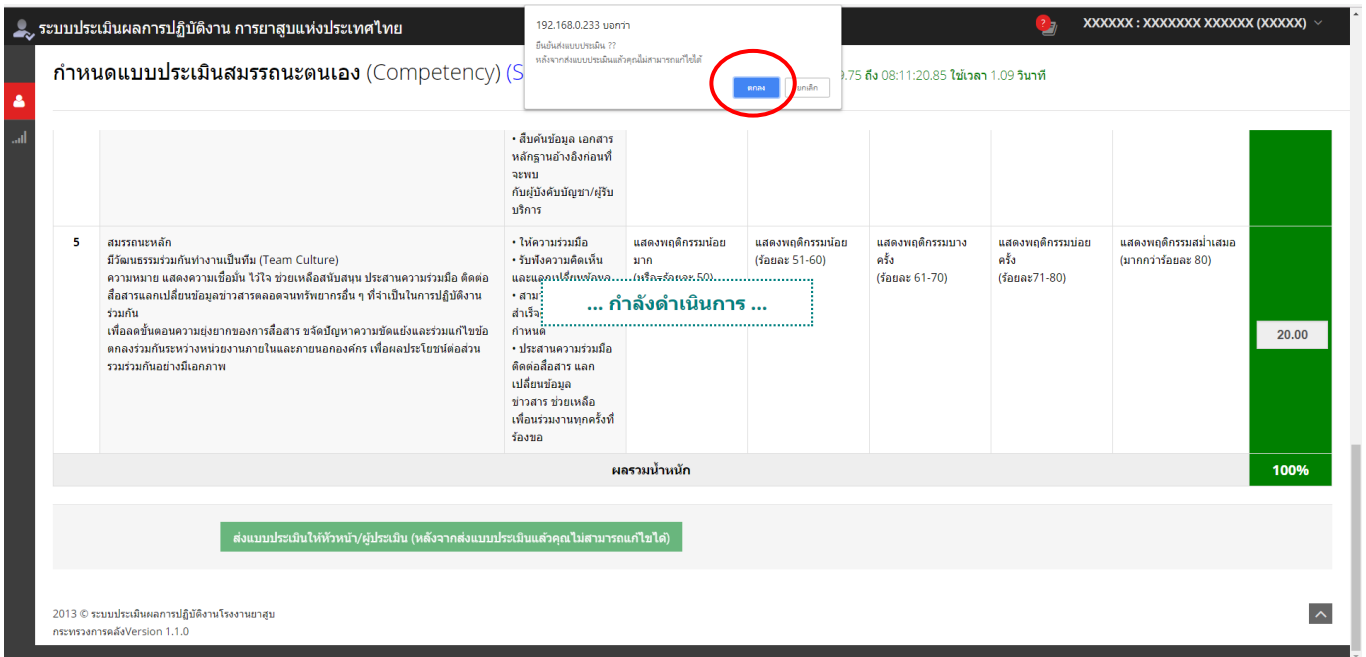 ระบบประเมินผลการปฏิบัติงาน การยาสูบแห่งประเทศไทย
192.168.0.233 บอกว่า
ยืนยันส่งแบบประเมิน ??
หลังจากส่งแบบประเมินแล้วคุณไม่สามารถแก้ไขได้
ตกลง
ยกเลิก
?
XXXXXX : XXXXXXX XXXXXX (XXXXX)
กำหนดแบบประเมินสมรรถนะตนเอง (Competency) (S
9.75 ถึง 08:11:20.85 ใช้เวลา 1.09 วินาที
• สืบค้นข้อมูล เอกสาร
หลักฐานอ้างอิงก่อนที่
จะพบ
กับผู้บังคับบัญชา/ผู้รับ
บริการ
5
สมรรถนะหลัก
มีวัฒนธรรมร่วมกันทำงานเป็นทีม (Team Culture)
ความหมาย แสดงความเชื่อมั่น ไว้ใจ ช่วยเหลือสนับสนุน ประสานความร่วมมือ ติดต่อ
สื่อสารแลกเปลี่ยนข้อมูลข่าวสารตลอดจนทรัพยากรอื่น ๆ ที่จำเป็นในการปฏิบัติงาน
ร่วมกัน
เพื่อลดขั้นตอนความยุ่งยากของการสื่อสาร ขจัดปัญหาความขัดแย้งและร่วมแก้ไขข้อ
ตกลงร่วมกันระหว่างหน่วยงานภายในและภายนอกองค์กร เพื่อผลประโยชน์ต่อส่วน
รวมร่วมกันอย่างมีเอกภาพ
• ให้ความร่วมมือ
• รับฟังความคิดเห็น
และแลกเปลี่ยนข้อมูล
• สาม
สำเร็จ
กำหนด
• ประสานความร่วมมือ
ติดต่อสื่อสาร แลก
เปลี่ยนข้อมูล
ข่าวสาร ช่วยเหลือ
เพื่อนร่วมงานทุกครั้งที่
ร้องขอ
แสดงพฤติกรรมน้อย
มาก
(หรือ=ร้อยละ 50)
แสดงพฤติกรรมน้อย
(ร้อยละ 51-60)
แสดงพฤติกรรมบาง
ครั้ง
(ร้อยละ 61-70)
แสดงพฤติกรรมบ่อย
ครั้ง
(ร้อยละ71-80)
แสดงพฤติกรรมสม่ำเสมอ
(มากกว่าร้อยละ 80)
20.00
... กำลังดำเนินการ ...
ผลรวมน้ำหนัก
100%
ส่งแบบประเมินให้หัวหน้า/ผู้ประเมิน (หลังจากส่งแบบประเมินแล้วคุณไม่สามารถแก้ไขได้)
2013 © ระบบประเมินผลการปฏิบัติงานโรงงานยาสูบ
กระทรวงการคลังVersion 1.1.0